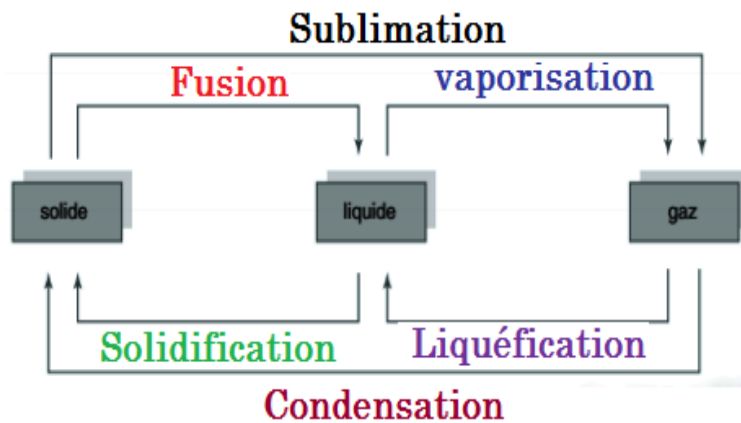 Sublimation
Fusion vaporisation
solide liquide gaz
Solidification Liquéfication
Condensation